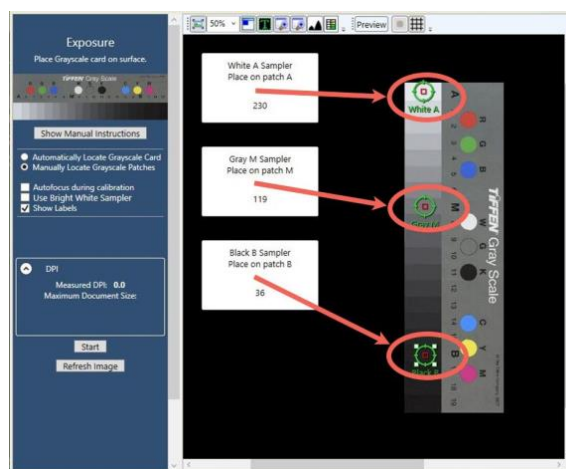 Exposure
Place Grayscale card on surface.
TIFFEN Gray Scale
Show Manual Instructions
Automatically Locate Grayscale Card
Manually Locate Grayscale Patches
Autofocus during calibration
Use Bright White Sampler
Show Labels
DPI
Measured DPI: 0.0
Maximum Document Size:
Start
Refresh Image
50%
Preview
White A Sampler
Place on patch A
230
Gray M Sampler
Place on patch M
119
Black B Sampler
Place on patch B
36
White A
Gray M
Black B
A
M
B
TIFFEN Gray Scale
R
G
B
W
G
K
C
Y
M